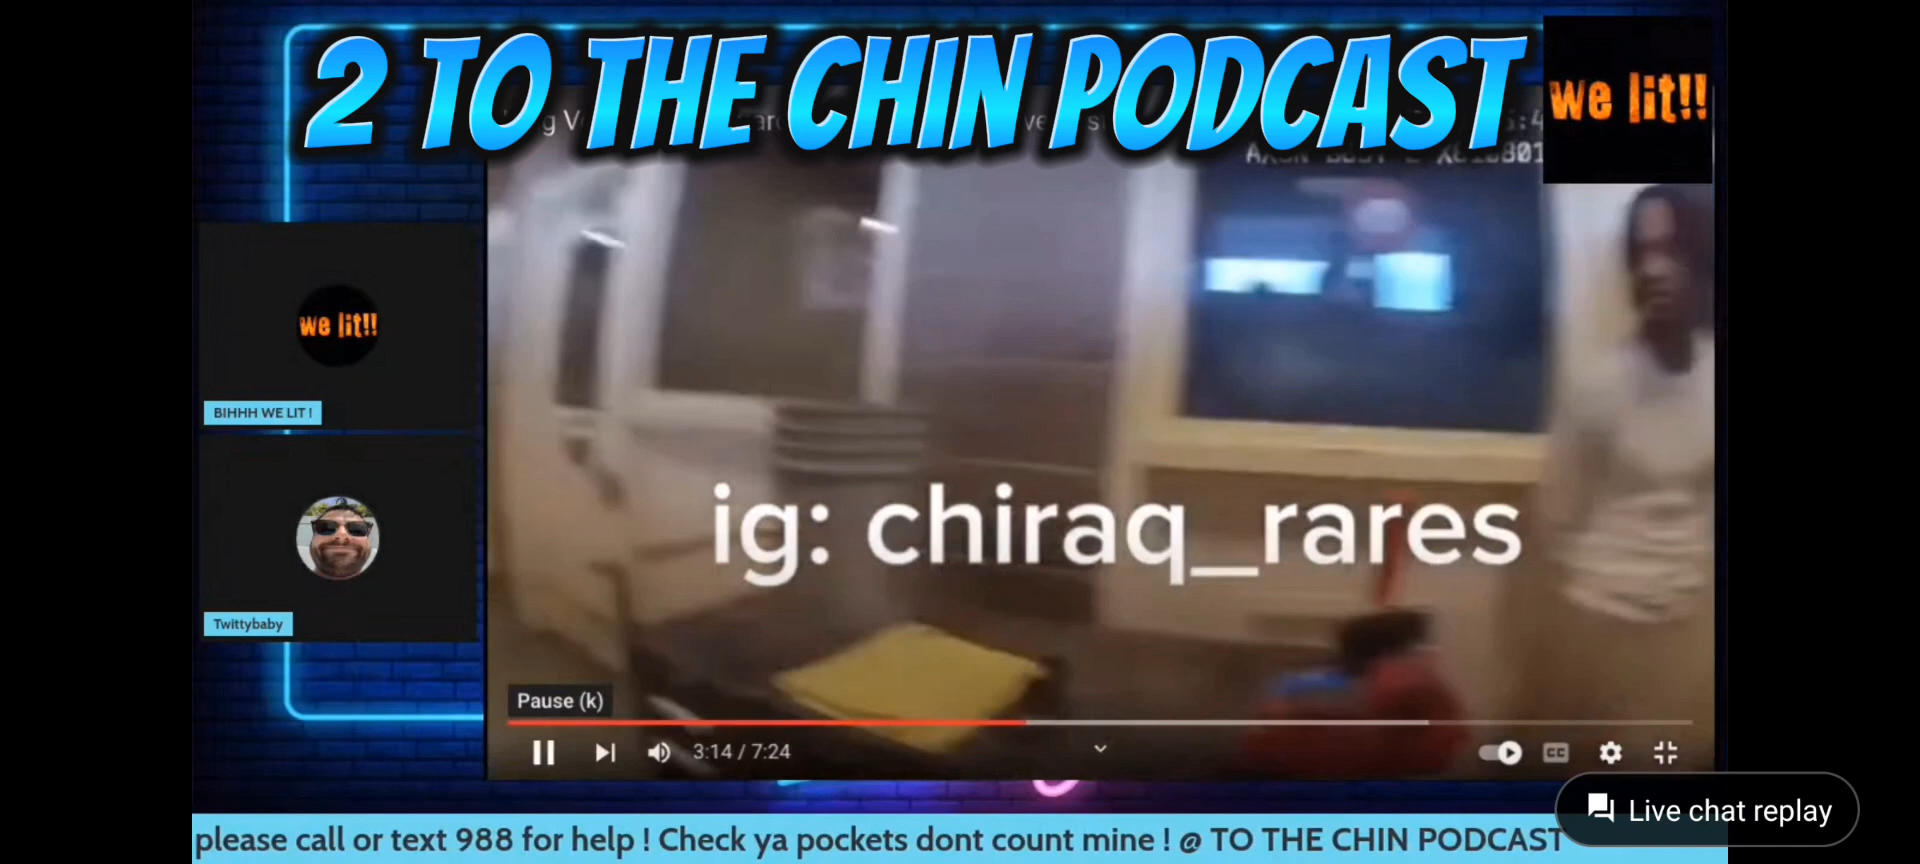 2 TO THE CHIN PODCAST
we lit!!
we lit!!
BIHHH WE LIT !
ig: chiraq_rares
Twittybaby
Pause (k)
3:14 / 7:24
CC
Live chat replay
please call or text 988 for help ! Check ya pockets dont count mine ! @ TO THE CHIN PODCAST